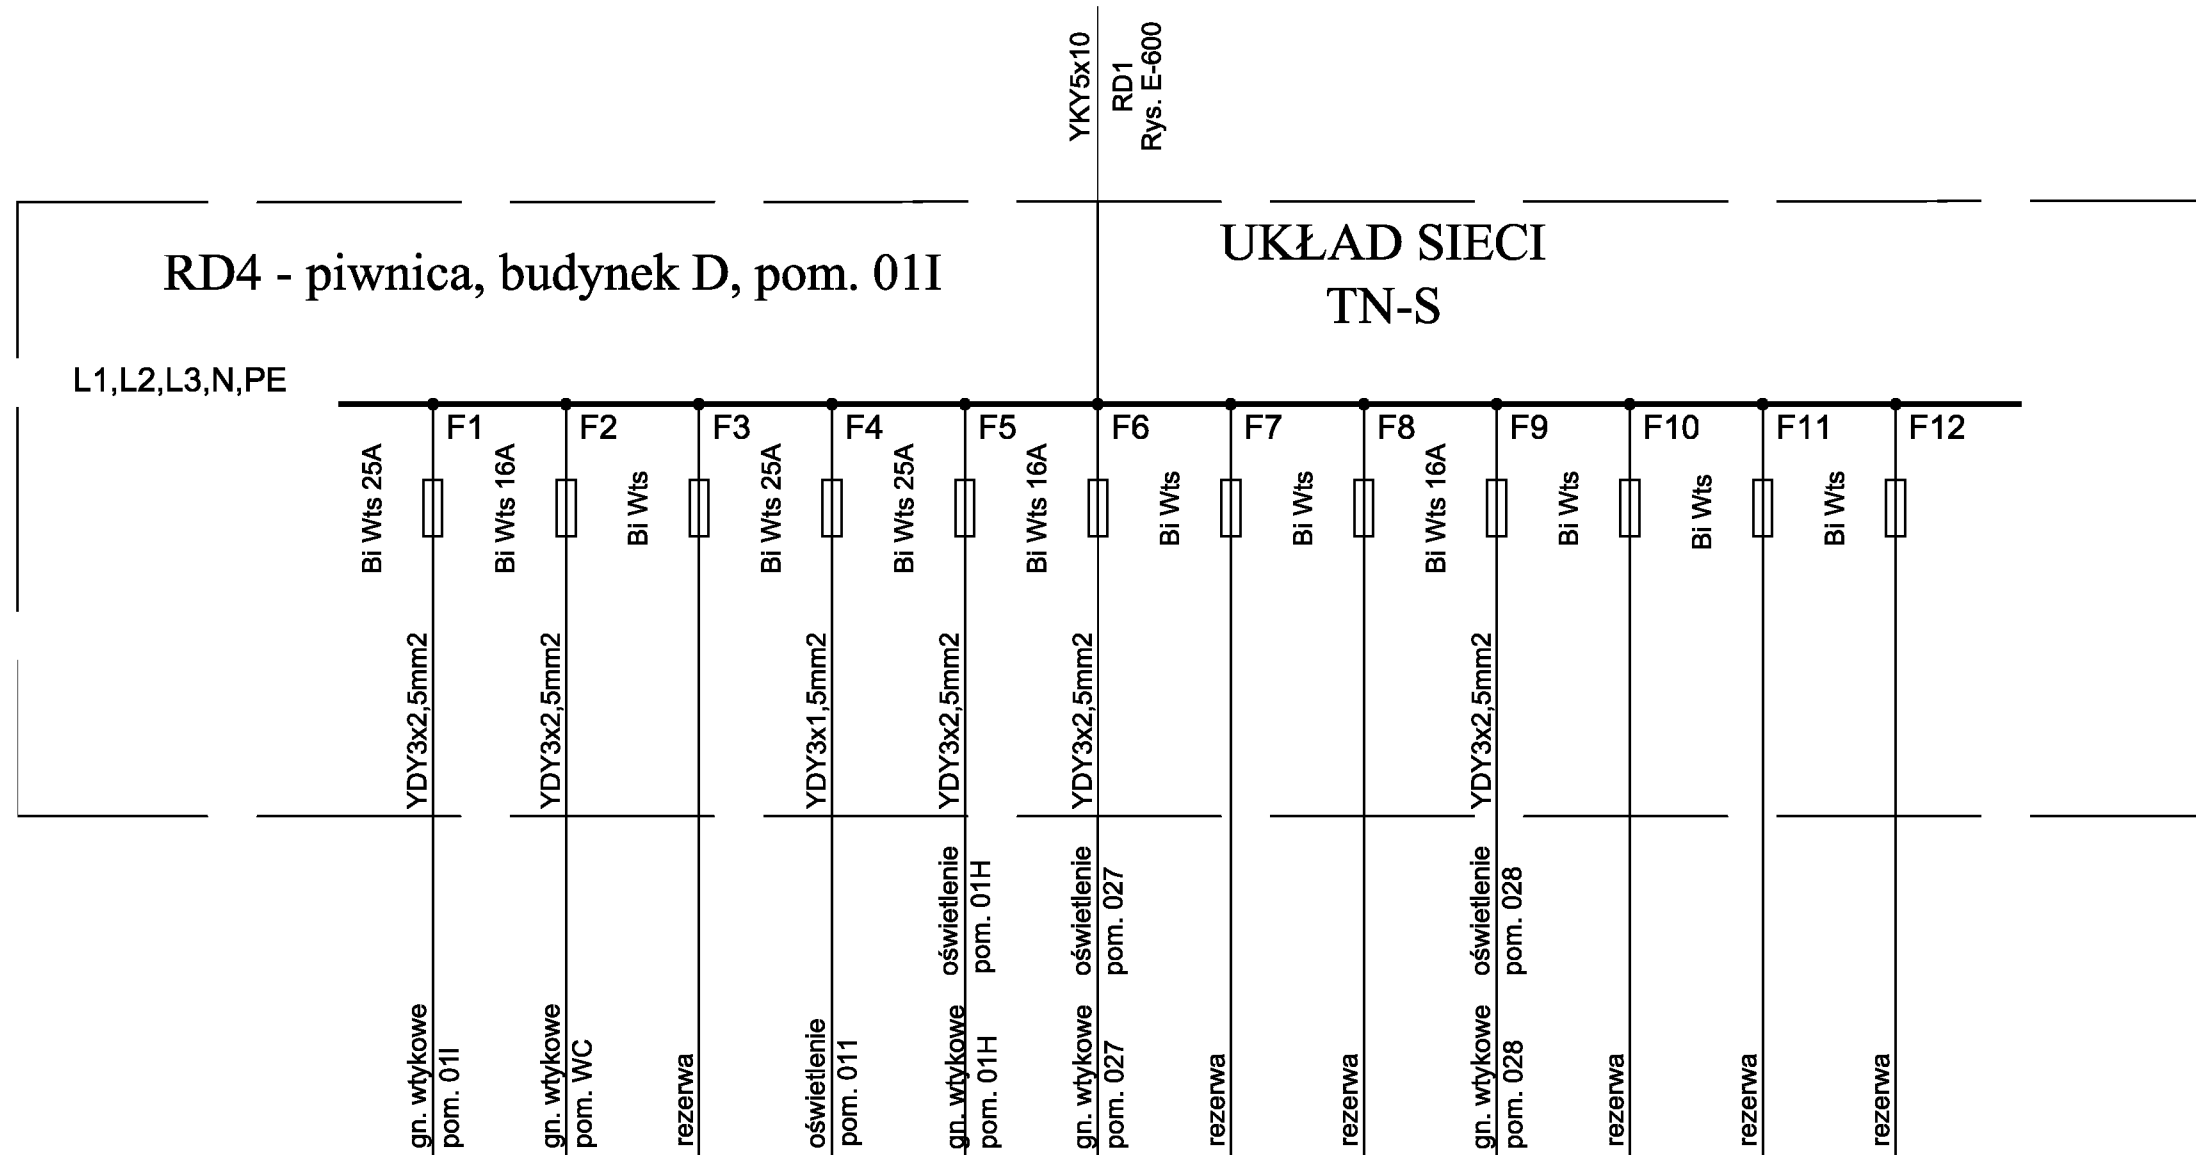 YKY5x10
RD1
Rys. E-600
RD4 - piwnica, budynek D, pom. 01I
UKŁAD SIECI
TN-S
L1,L2,L3,N,PE
F1
F2
F3
F4
F5
F6
F7
F8
F9
F10
F11
F12
Bi Wts 25A
Bi Wts 16A
Bi Wts
Bi Wts 25A
Bi Wts 25A
Bi Wts 16A
Bi Wts
Bi Wts
Bi Wts 16A
Bi Wts
Bi Wts
Bi Wts
YDY3x2,5mm2
YDY3x2,5mm2
YDY3x1,5mm2
YDY3x2,5mm2
YDY3x2,5mm2
YDY3x2,5mm2
oświetlenie
pom. 01H
oświetlenie
pom. 027
oświetlenie
pom. 028
gn. wtykowe
pom. 01I
gn. wtykowe
pom. WC
rezerwa
oświetlenie
pom. 011
gn. wtykowe
pom. 01H
gn. wtykowe
pom. 027
rezerwa
rezerwa
gn. wtykowe
pom. 028
rezerwa
rezerwa
rezerwa